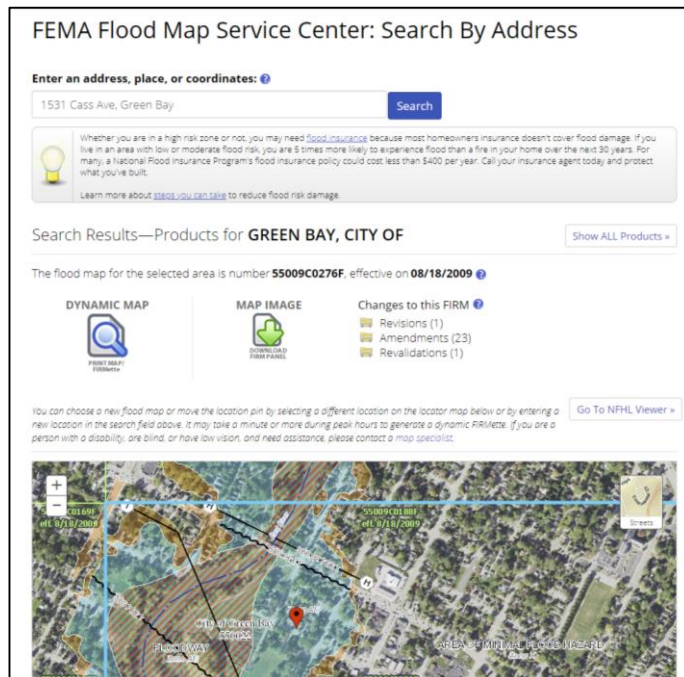 FEMA Flood Map Service Center: Search By Address
Enter an address, place, or coordinates:
1531 Cass Ave, Green Bay
Search
Whether you are in a high risk zone or not, you may need flood insurance because most homeowners insurance doesn't cover flood damage. If you
live in an area with low or moderate flood risk, you are 5 times more likely to experience flood than a fire in your home over the next 30 years. For
many, a National Flood Insurance Program's flood insurance policy could cost less than $400 per year. Call your insurance agent today and protect
what you've built.
Learn more about steps you can take to reduce flood risk damage.
Search Results—Products for GREEN BAY, CITY OF
Show ALL Products »
The flood map for the selected area is number 55009C0276F, effective on 08/18/2009
DYNAMIC MAP
PRINT MAP/
FIRMette
MAP IMAGE
DOWNLOAD
FIRM PANEL
Changes to this FIRM
Revisions (1)
Amendments (23)
Revalidations (1)
You can choose a new flood map or move the location pin by selecting a different location on the locator map below or by entering a
new location in the search field above. It may take a minute or more during peak hours to generate a dynamic FIRMette. If you are a
person with a disability, are blind, or have low vision, and need assistance, please contact a map specialist.
Go To NFHL Viewer »
+
−
eff. 8/18/2009
55009C0188F
eff. 8/18/2009
Streets
City of Green Bay
FLOODWAY
AREA OF MINIMAL FLOOD HAZARD